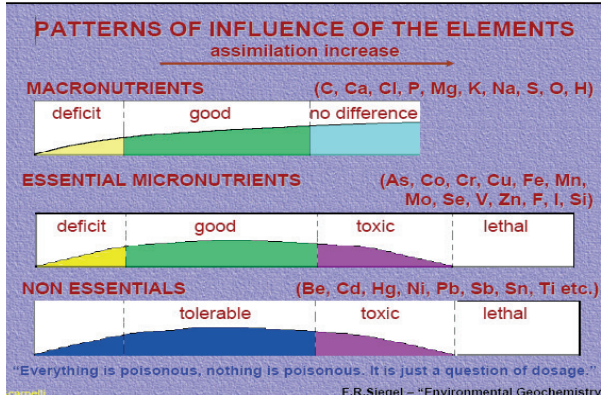 PATTERNS OF INFLUENCE OF THE ELEMENTS
assimilation increase
MACRONUTRIENTS (C, Ca, Cl, P, Mg, K, Na, S, O, H)
deficit good no difference
ESSENTIAL MICRONUTRIENTS (As, Co, Cr, Cu, Fe, Mn,
Mo, Se, V, Zn, F, I, Si)
deficit good toxic lethal
NON ESSENTIALS (Be, Cd, Hg, Ni, Pb, Sb, Sn, Ti etc.)
tolerable toxic lethal
“Everything is poisonous, nothing is poisonous. It is just a question of dosage.”
F.R.Siegel – “Environmental Geochemistry